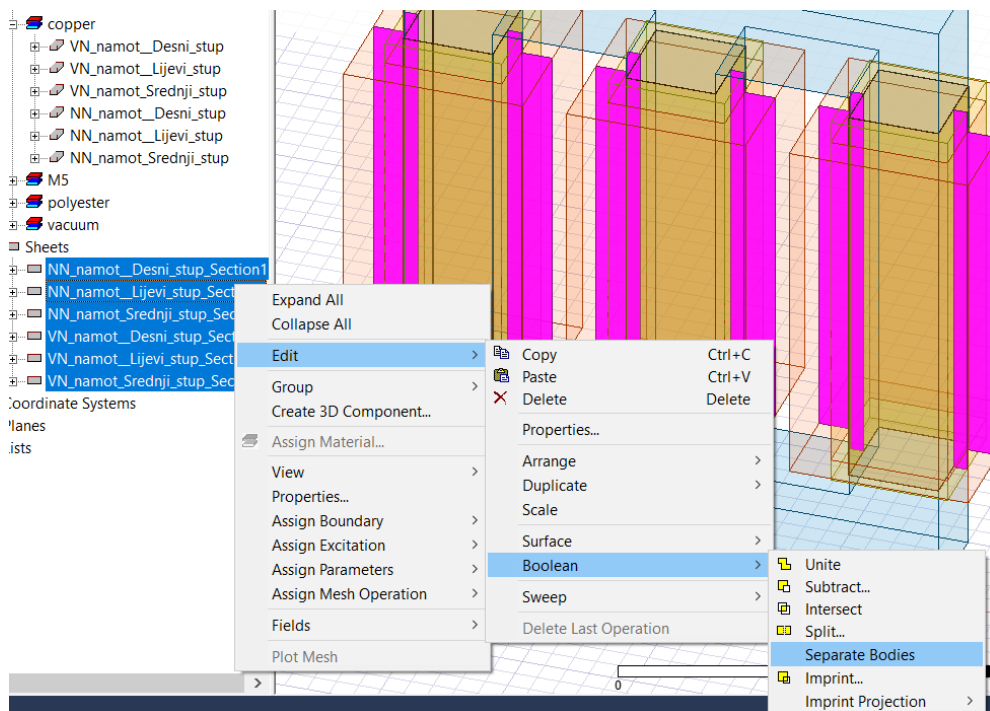 copper
VN_namot__Desni_stup
VN_namot__Lijevi_stup
VN_namot_Srednji_stup
NN_namot__Desni_stup
NN_namot__Lijevi_stup
NN_namot_Srednji_stup
M5
polyester
vacuum
Sheets
NN_namot__Desni_stup_Section1
NN_namot__Lijevi_stup_Sect
NN_namot_Srednji_stup_Sec
VN_namot__Desni_stup_Sect
VN_namot__Lijevi_stup_Sect
VN_namot_Srednji_stup_Sec
Coordinate Systems
Planes
Lists
Expand All
Collapse All
Edit
Group
Create 3D Component...
Assign Material...
View
Properties...
Assign Boundary
Assign Excitation
Assign Parameters
Assign Mesh Operation
Fields
Plot Mesh
Copy Ctrl+C
Paste Ctrl+V
Delete Delete
Properties...
Arrange
Duplicate
Scale
Surface
Boolean
Sweep
Delete Last Operation
Unite
Subtract...
Intersect
Split...
Separate Bodies
Imprint...
Imprint Projection
0